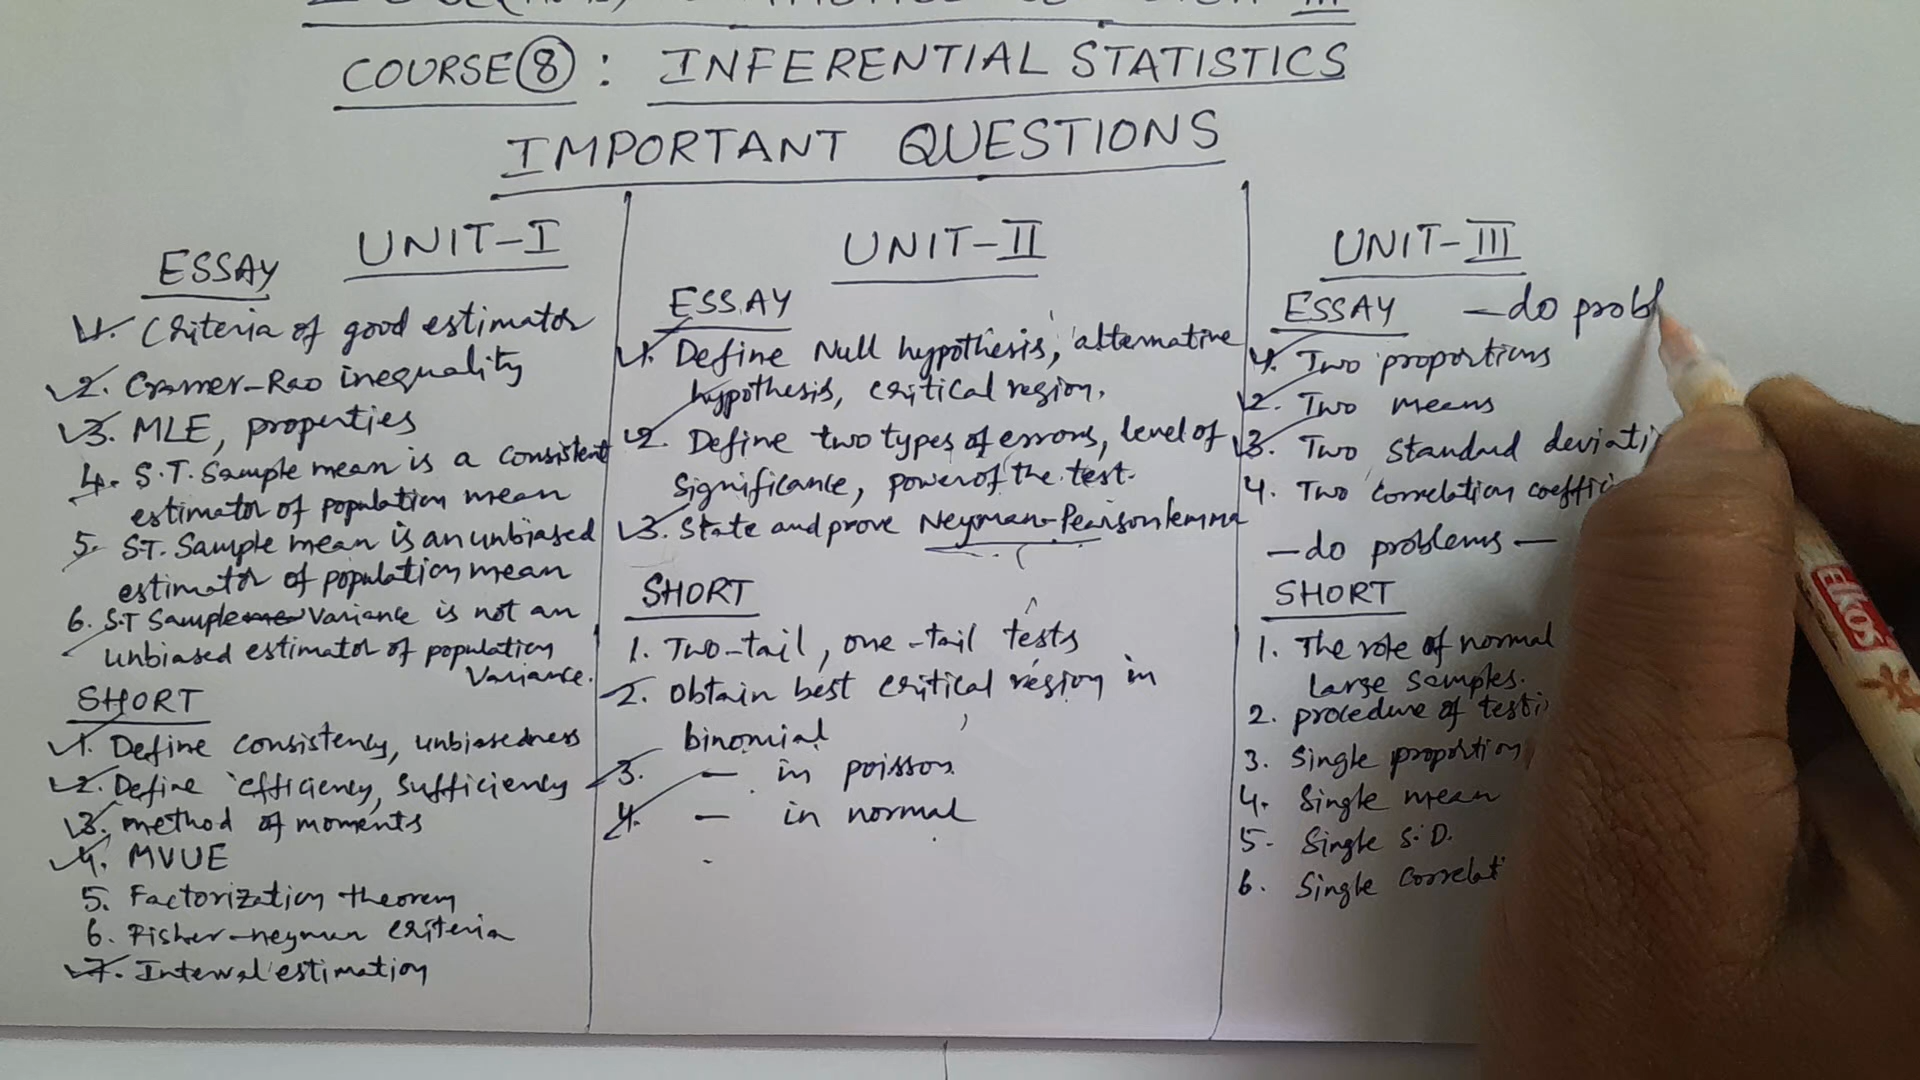 COURSE 8 : INFERENTIAL STATISTICS
IMPORTANT QUESTIONS
UNIT-I
ESSAY
1. Criteria of good estimator
2. Cramer-Rao inequality
3. MLE, properties
4. S.T. Sample mean is a consistent
estimator of population mean
5. S.T. Sample mean is an unbiased
estimator of population mean
6. S.T Sample Variance is not an
unbiased estimator of population
Variance.
SHORT
1. Define consistency, unbiasedness
2. Define efficiency, sufficiency
3. method of moments
4. MVUE
5. Factorization theorem
6. Fisher-neyman criteria
7. Interval estimation
UNIT-II
ESSAY
1. Define Null hypothesis, alternative
hypothesis, critical region.
2. Define two types of errors, level of
significance, power of the test.
3. State and prove Neyman-Pearson lemma
SHORT
1. Two-tail, one-tail tests
2. Obtain best critical region in
binomial
3. — in poisson
4. — in normal
UNIT-III
ESSAY — do probl
1. Two proportions
2. Two means
3. Two Standard deviati
4. Two Correlation coeffici
— do problems —
SHORT
1. The role of normal
large samples.
2. procedure of testi
3. Single proportion
4. Single mean
5. Single S.D.
6. Single Correlat
Elkos